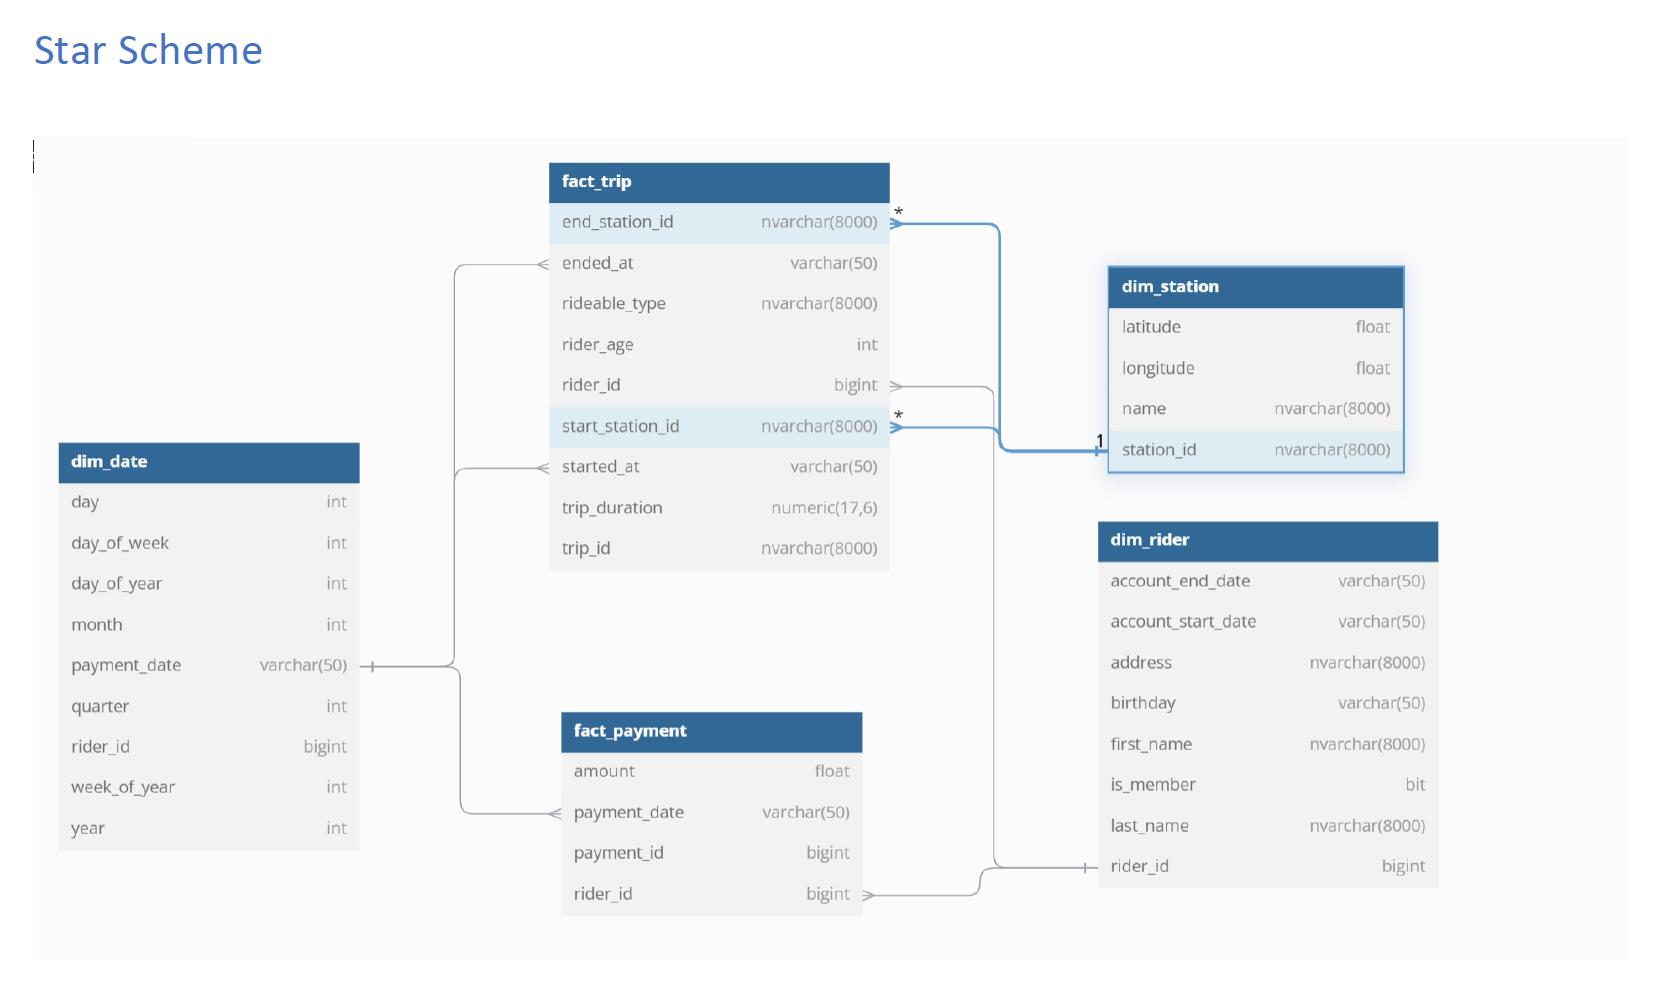 Star Scheme
fact_trip
end_station_id nvarchar(8000) *
ended_at varchar(50)
rideable_type nvarchar(8000)
rider_age int
rider_id bigint
start_station_id nvarchar(8000) *
started_at varchar(50)
trip_duration numeric(17,6)
trip_id nvarchar(8000)
dim_station
latitude float
longitude float
name nvarchar(8000)
1 station_id nvarchar(8000)
dim_date
day int
day_of_week int
day_of_year int
month int
payment_date varchar(50)
quarter int
rider_id bigint
week_of_year int
year int
fact_payment
amount float
payment_date varchar(50)
payment_id bigint
rider_id bigint
dim_rider
account_end_date varchar(50)
account_start_date varchar(50)
address nvarchar(8000)
birthday varchar(50)
first_name nvarchar(8000)
is_member bit
last_name nvarchar(8000)
rider_id bigint